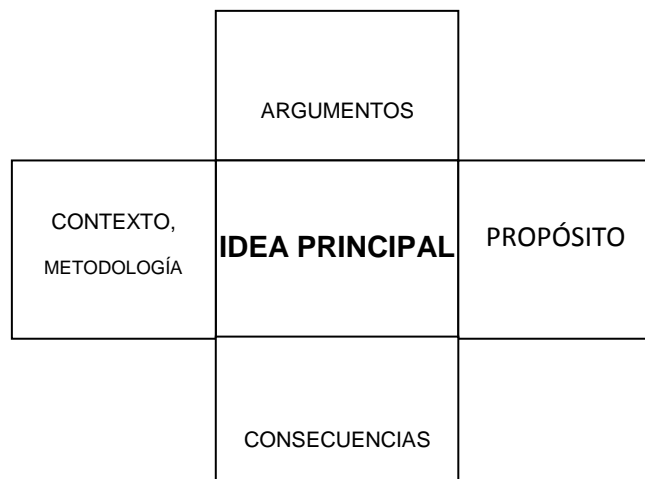 ARGUMENTOS
CONTEXTO,
METODOLOGÍA
IDEA PRINCIPAL
PROPÓSITO
CONSECUENCIAS